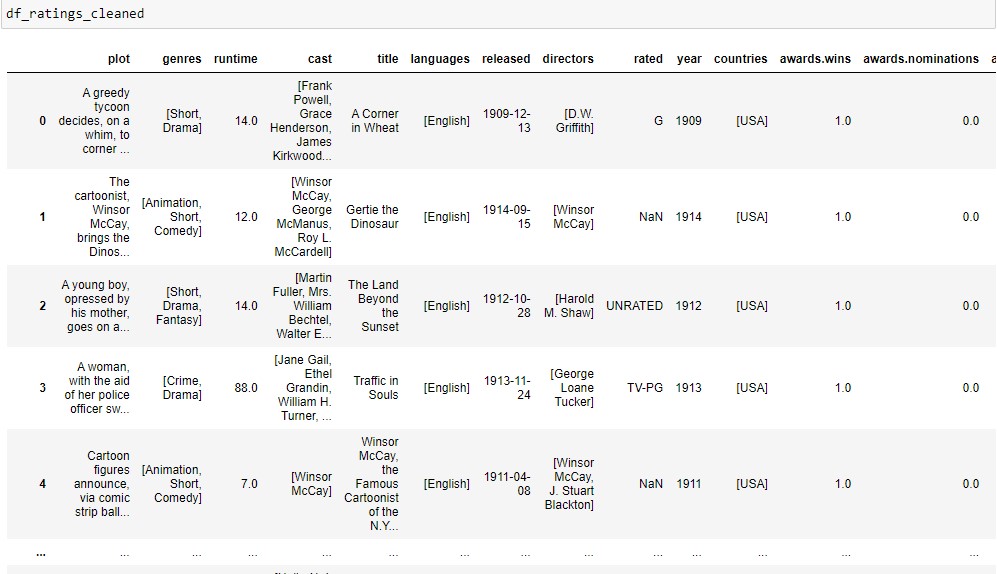 df_ratings_cleaned
plot genres runtime cast title languages released directors rated year countries awards.wins awards.nominations
0 A greedy tycoon decides, on a whim, to corner ... [Short, Drama] 14.0 [Frank Powell, Grace Henderson, James Kirkwood... A Corner in Wheat [English] 1909-12-13 [D.W. Griffith] G 1909 [USA] 1.0 0.0
1 The cartoonist, Winsor McCay, brings the Dinos... [Animation, Short, Comedy] 12.0 [Winsor McCay, George McManus, Roy L. McCardell] Gertie the Dinosaur [English] 1914-09-15 [Winsor McCay] NaN 1914 [USA] 1.0 0.0
2 A young boy, opressed by his mother, goes on a... [Short, Drama, Fantasy] 14.0 [Martin Fuller, Mrs. William Bechtel, Walter E... The Land Beyond the Sunset [English] 1912-10-28 [Harold M. Shaw] UNRATED 1912 [USA] 1.0 0.0
3 A woman, with the aid of her police officer sw... [Crime, Drama] 88.0 [Jane Gail, Ethel Grandin, William H. Turner, ... Traffic in Souls [English] 1913-11-24 [George Loane Tucker] TV-PG 1913 [USA] 1.0 0.0
4 Cartoon figures announce, via comic strip ball... [Animation, Short, Comedy] 7.0 [Winsor McCay] Winsor McCay, the Famous Cartoonist of the N.Y... [English] 1911-04-08 [Winsor McCay, J. Stuart Blackton] NaN 1911 [USA] 1.0 0.0
... ... ... ... ... ... ... ... ... ... ... ... ... ...